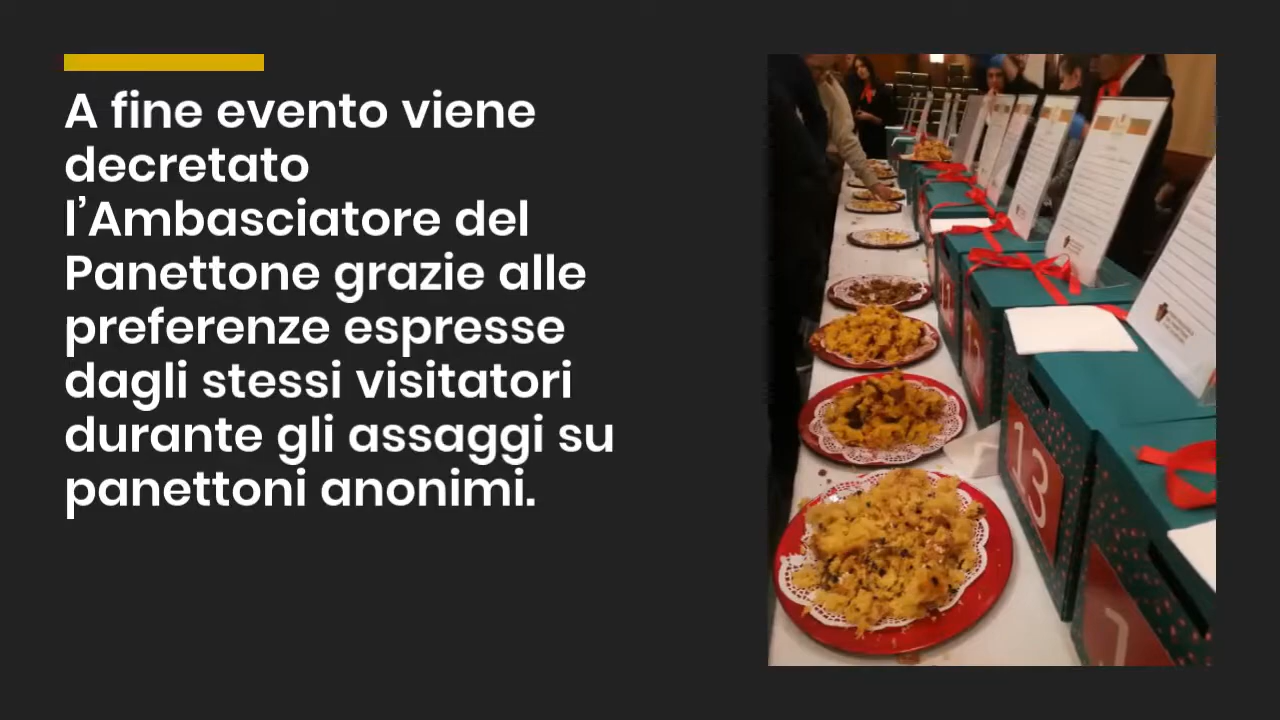 A fine evento viene
decretato
l’Ambasciatore del
Panettone grazie alle
preferenze espresse
dagli stessi visitatori
durante gli assaggi su
panettoni anonimi.
13